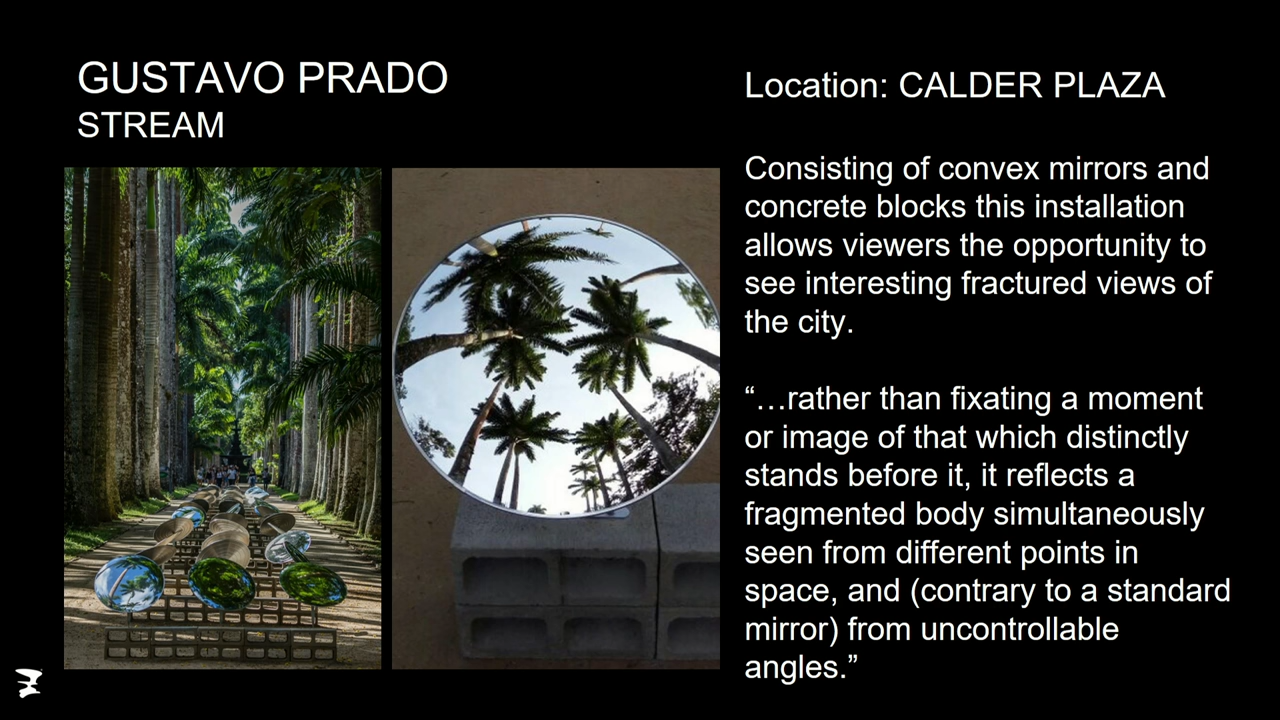 GUSTAVO PRADO
STREAM
Location: CALDER PLAZA
Consisting of convex mirrors and
concrete blocks this installation
allows viewers the opportunity to
see interesting fractured views of
the city.
“…rather than fixating a moment
or image of that which distinctly
stands before it, it reflects a
fragmented body simultaneously
seen from different points in
space, and (contrary to a standard
mirror) from uncontrollable
angles.”